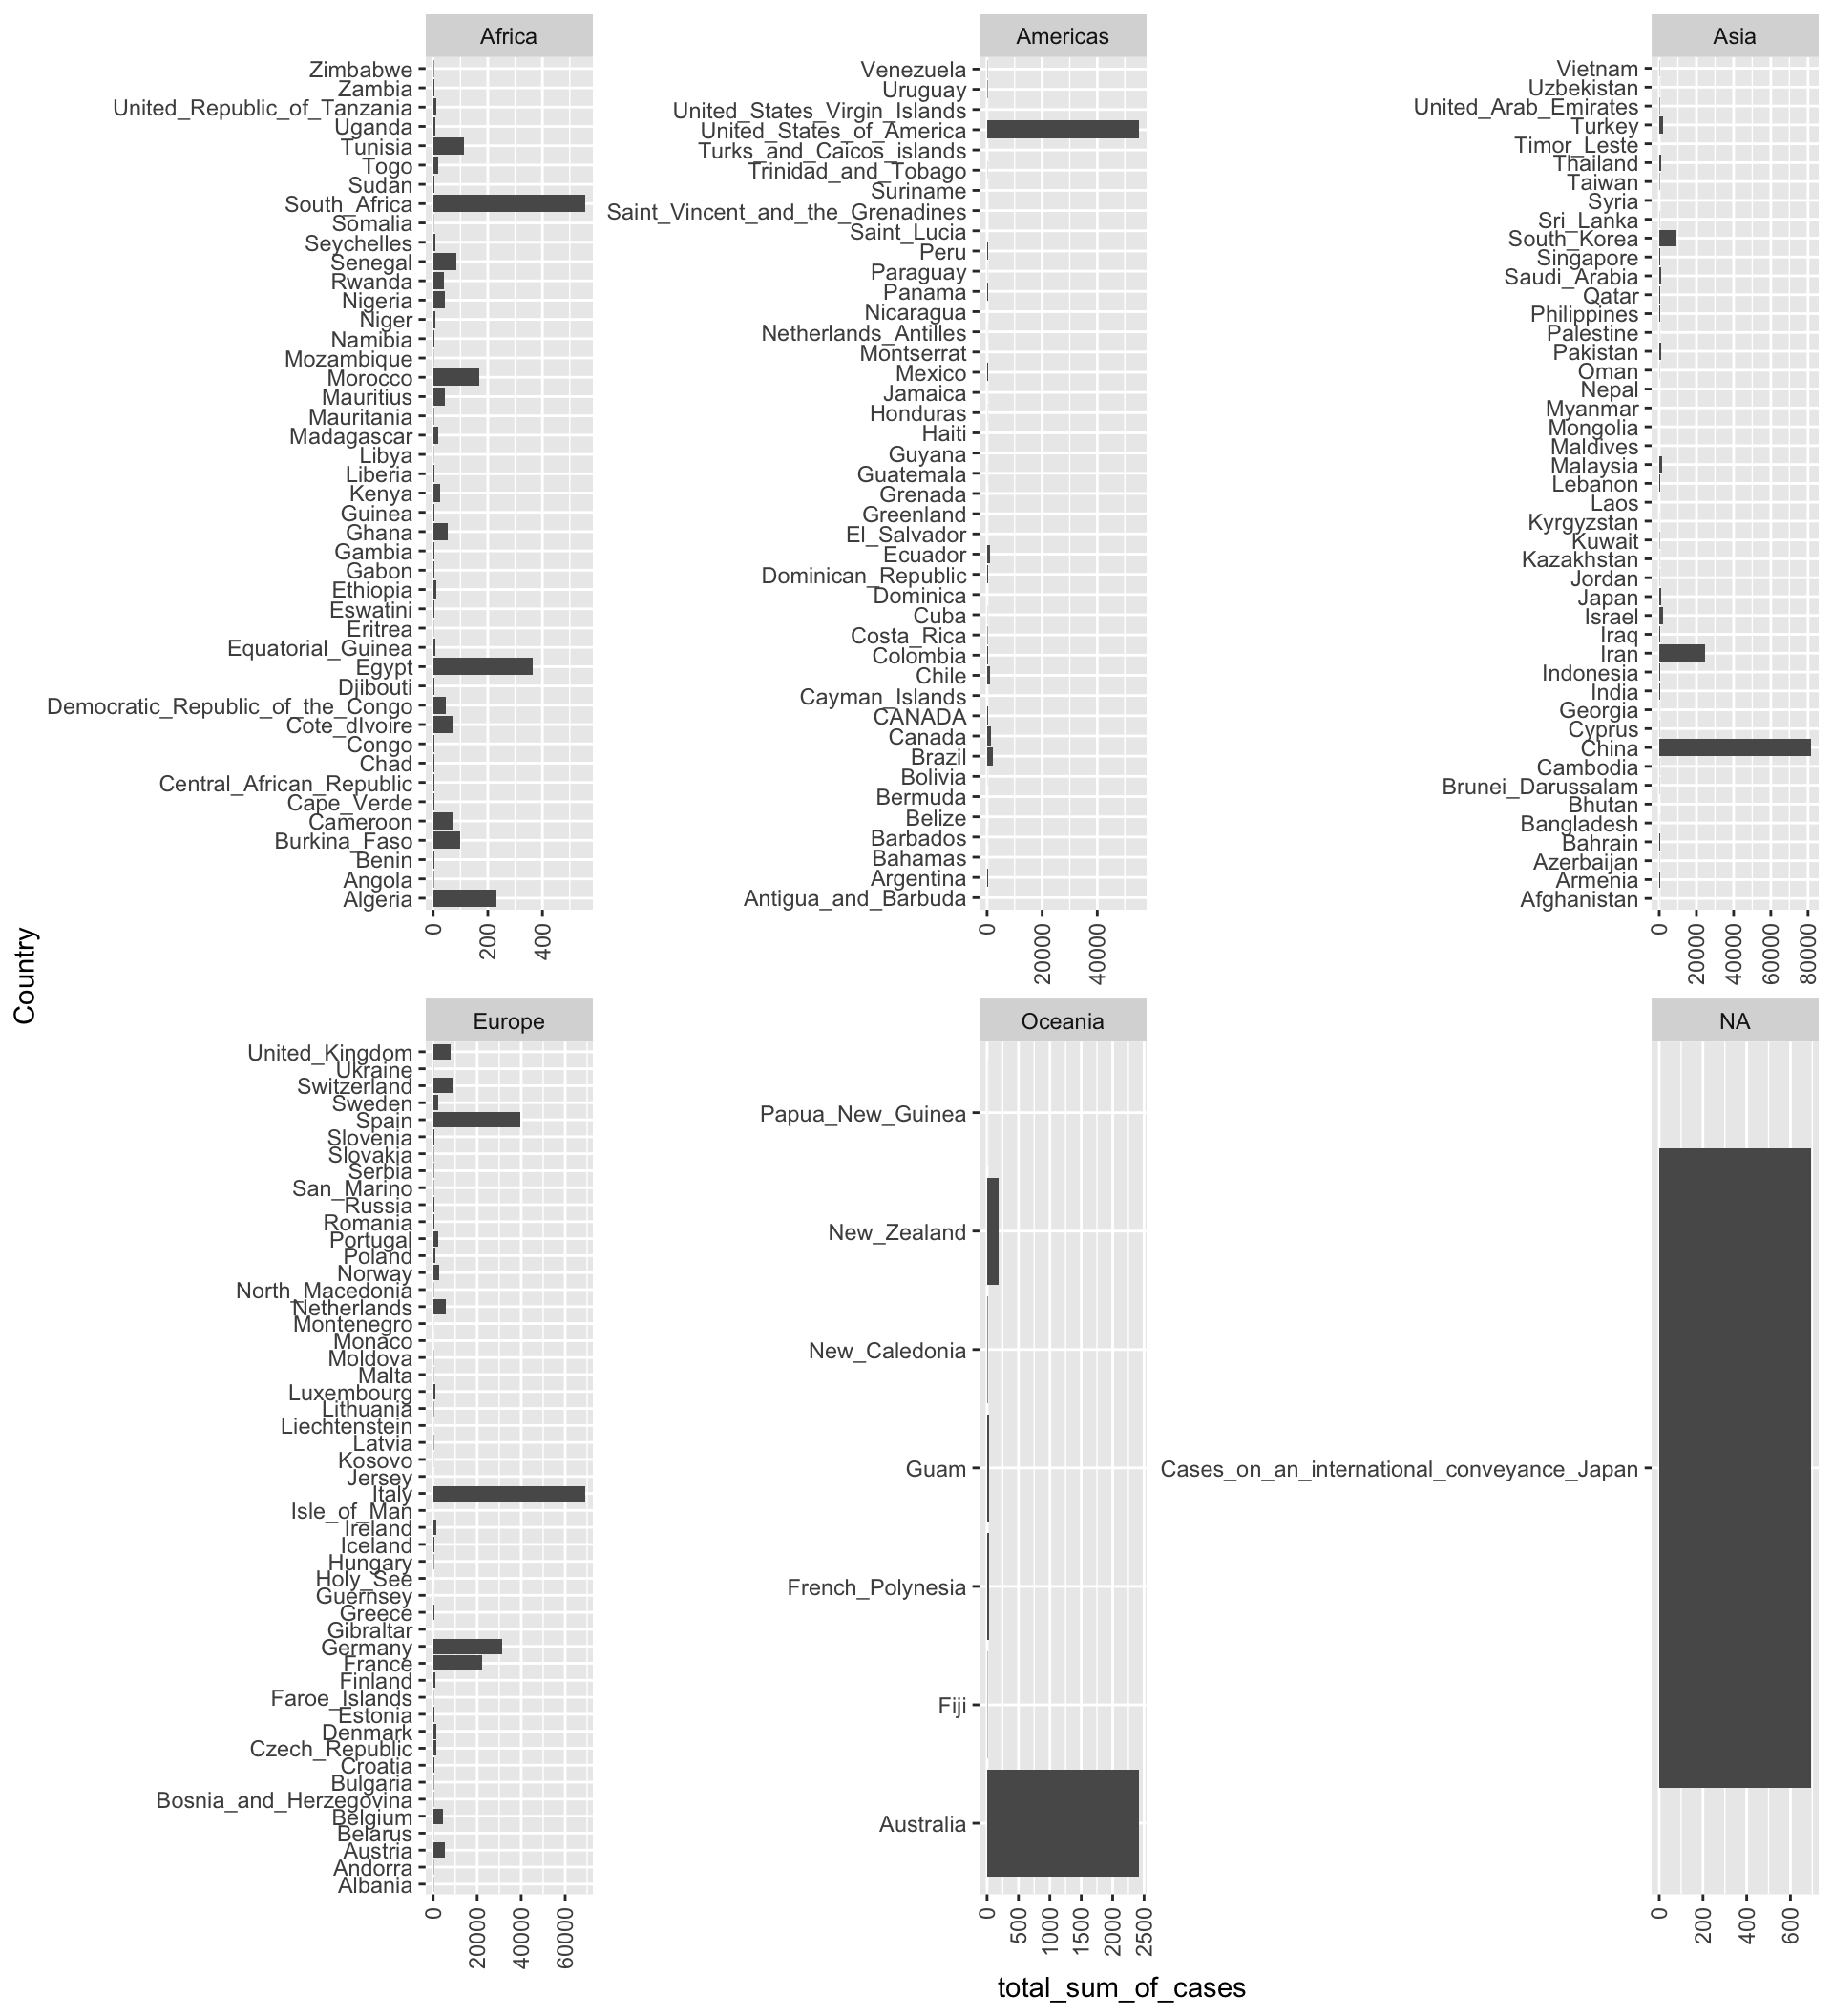 Africa
Zimbabwe
Zambia
United_Republic_of_Tanzania
Uganda
Tunisia
Togo
Sudan
South_Africa
Somalia
Seychelles
Senegal
Rwanda
Nigeria
Niger
Namibia
Mozambique
Morocco
Mauritius
Mauritania
Madagascar
Libya
Liberia
Kenya
Guinea
Ghana
Gambia
Gabon
Ethiopia
Eswatini
Eritrea
Equatorial_Guinea
Egypt
Djibouti
Democratic_Republic_of_the_Congo
Cote_dIvoire
Congo
Chad
Central_African_Republic
Cape_Verde
Cameroon
Burkina_Faso
Benin
Angola
Algeria
0
200
400
Americas
Venezuela
Uruguay
United_States_Virgin_Islands
United_States_of_America
Turks_and_Caicos_islands
Trinidad_and_Tobago
Suriname
Saint_Vincent_and_the_Grenadines
Saint_Lucia
Peru
Paraguay
Panama
Nicaragua
Netherlands_Antilles
Montserrat
Mexico
Jamaica
Honduras
Haiti
Guyana
Guatemala
Grenada
Greenland
El_Salvador
Ecuador
Dominican_Republic
Dominica
Cuba
Costa_Rica
Colombia
Chile
Cayman_Islands
CANADA
Canada
Brazil
Bolivia
Bermuda
Belize
Barbados
Bahamas
Argentina
Antigua_and_Barbuda
0
20000
40000
Asia
Vietnam
Uzbekistan
United_Arab_Emirates
Turkey
Timor_Leste
Thailand
Taiwan
Syria
Sri_Lanka
South_Korea
Singapore
Saudi_Arabia
Qatar
Philippines
Palestine
Pakistan
Oman
Nepal
Myanmar
Mongolia
Maldives
Malaysia
Lebanon
Laos
Kyrgyzstan
Kuwait
Kazakhstan
Jordan
Japan
Israel
Iraq
Iran
Indonesia
India
Georgia
Cyprus
China
Cambodia
Brunei_Darussalam
Bhutan
Bangladesh
Bahrain
Azerbaijan
Armenia
Afghanistan
0
20000
40000
60000
80000
Country
Europe
United_Kingdom
Ukraine
Switzerland
Sweden
Spain
Slovenia
Slovakia
Serbia
San_Marino
Russia
Romania
Portugal
Poland
Norway
North_Macedonia
Netherlands
Montenegro
Monaco
Moldova
Malta
Luxembourg
Lithuania
Liechtenstein
Latvia
Kosovo
Jersey
Italy
Isle_of_Man
Ireland
Iceland
Hungary
Holy_See
Guernsey
Greece
Gibraltar
Germany
France
Finland
Faroe_Islands
Estonia
Denmark
Czech_Republic
Croatia
Bulgaria
Bosnia_and_Herzegovina
Belgium
Belarus
Austria
Andorra
Albania
0
20000
40000
60000
Oceania
Papua_New_Guinea
New_Zealand
New_Caledonia
Guam
French_Polynesia
Fiji
Australia
0
500
1000
1500
2000
2500
NA
Cases_on_an_international_conveyance_Japan
0
200
400
600
total_sum_of_cases